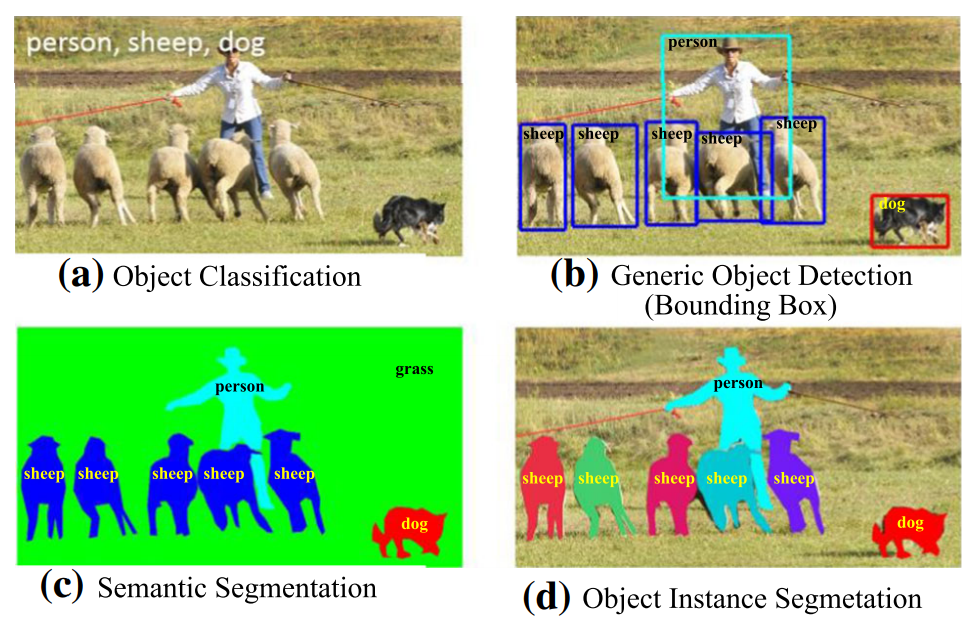 person, sheep, dog
(a) Object Classification
person
sheep
sheep
sheep
sheep
sheep
dog
(b) Generic Object Detection
(Bounding Box)
grass
person
sheep
sheep
sheep
sheep
sheep
dog
(c) Semantic Segmentation
person
sheep
sheep
sheep
sheep
sheep
dog
(d) Object Instance Segmetation